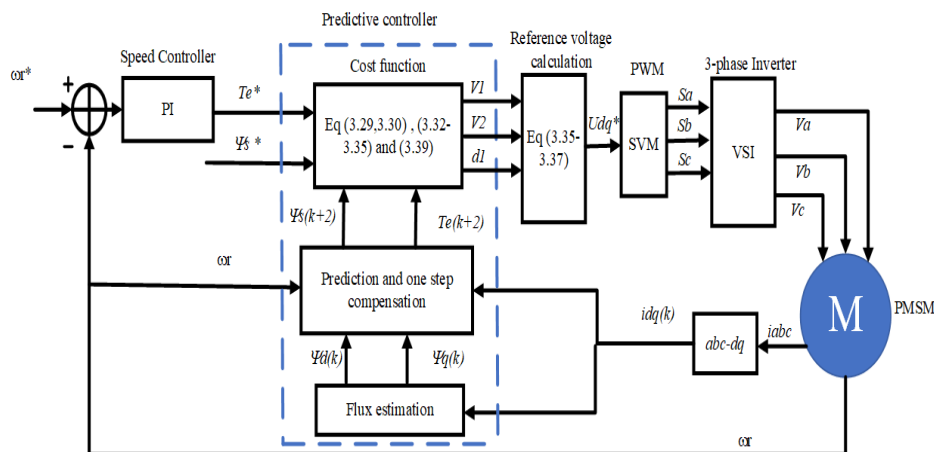 Predictive controller
Speed Controller
Cost function
Reference voltage
calculation
PWM
3-phase Inverter
ωr*
+
−
PI
Te*
Ψs *
Eq (3.29,3.30) , (3.32-
3.35) and (3.39)
V1
V2
d1
Eq (3.35-
3.37)
Udq*
SVM
Sa
Sb
Sc
VSI
Va
Vb
Vc
Ψs(k+2)
Te(k+2)
ωr
Prediction and one step
compensation
idq(k)
abc-dq
iabc
M
PMSM
Ψd(k)
Ψq(k)
Flux estimation
ωr